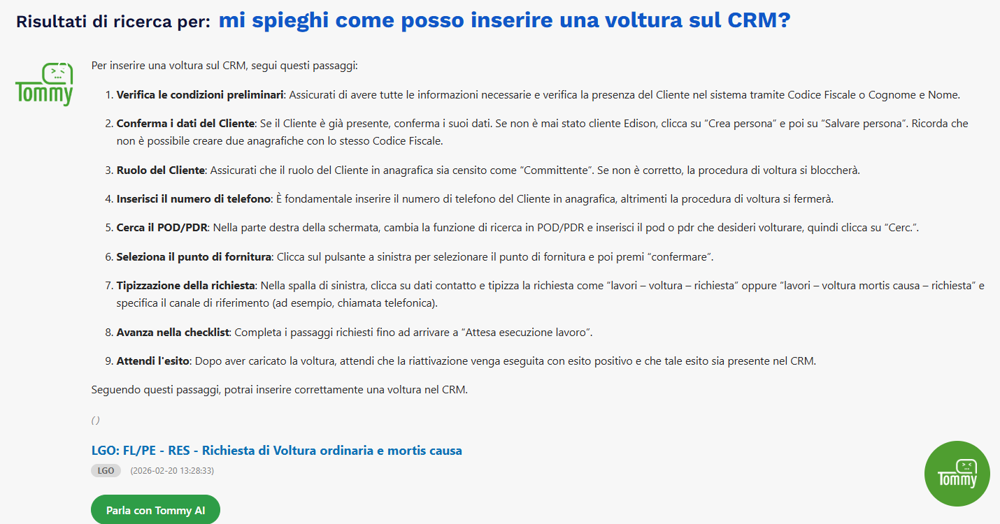 Risultati di ricerca per: mi spieghi come posso inserire una voltura sul CRM?
Tommy
Per inserire una voltura sul CRM, segui questi passaggi:
1. Verifica le condizioni preliminari: Assicurati di avere tutte le informazioni necessarie e verifica la presenza del Cliente nel sistema tramite Codice Fiscale o Cognome e Nome.
2. Conferma i dati del Cliente: Se il Cliente è già presente, conferma i suoi dati. Se non è mai stato cliente Edison, clicca su “Crea persona” e poi su “Salvare persona”. Ricorda che
non è possibile creare due anagrafiche con lo stesso Codice Fiscale.
3. Ruolo del Cliente: Assicurati che il ruolo del Cliente in anagrafica sia censito come “Committente”. Se non è corretto, la procedura di voltura si bloccherà.
4. Inserisci il numero di telefono: È fondamentale inserire il numero di telefono del Cliente in anagrafica, altrimenti la procedura di voltura si fermerà.
5. Cerca il POD/PDR: Nella parte destra della schermata, cambia la funzione di ricerca in POD/PDR e inserisci il pod o pdr che desideri volturare, quindi clicca su “Cerc.”.
6. Seleziona il punto di fornitura: Clicca sul pulsante a sinistra per selezionare il punto di fornitura e poi premi “confermare”.
7. Tipizzazione della richiesta: Nella spalla di sinistra, clicca su dati contatto e tipizza la richiesta come “lavori – voltura – richiesta” oppure “lavori – voltura mortis causa – richiesta” e
specifica il canale di riferimento (ad esempio, chiamata telefonica).
8. Avanza nella checklist: Completa i passaggi richiesti fino ad arrivare a “Attesa esecuzione lavoro”.
9. Attendi l'esito: Dopo aver caricato la voltura, attendi che la riattivazione venga eseguita con esito positivo e che tale esito sia presente nel CRM.
Seguendo questi passaggi, potrai inserire correttamente una voltura nel CRM.
()
LGO: FL/PE - RES - Richiesta di Voltura ordinaria e mortis causa
LGO (2026-02-20 13:28:33)
Tommy
Parla con Tommy AI